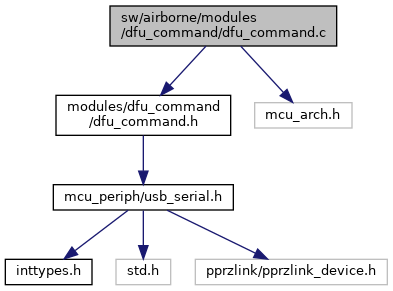 sw/airborne/modules
/dfu_command/dfu_command.c
modules/dfu_command
/dfu_command.h
mcu_arch.h
mcu_periph/usb_serial.h
inttypes.h
std.h
pprzlink/pprzlink_device.h